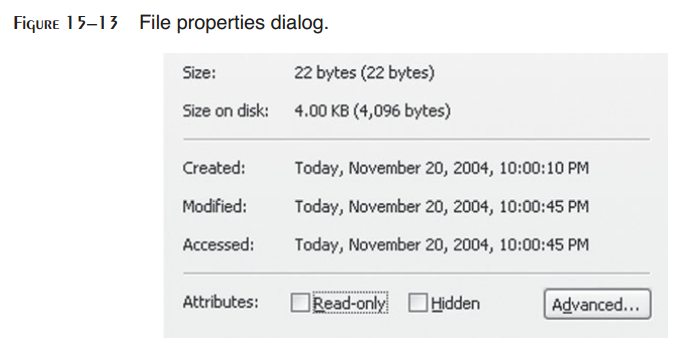 FIGURE 15–13 File properties dialog.
Size: 22 bytes (22 bytes)
Size on disk: 4.00 KB (4,096 bytes)
Created: Today, November 20, 2004, 10:00:10 PM
Modified: Today, November 20, 2004, 10:00:45 PM
Accessed: Today, November 20, 2004, 10:00:45 PM
Attributes: Read-only Hidden Advanced...